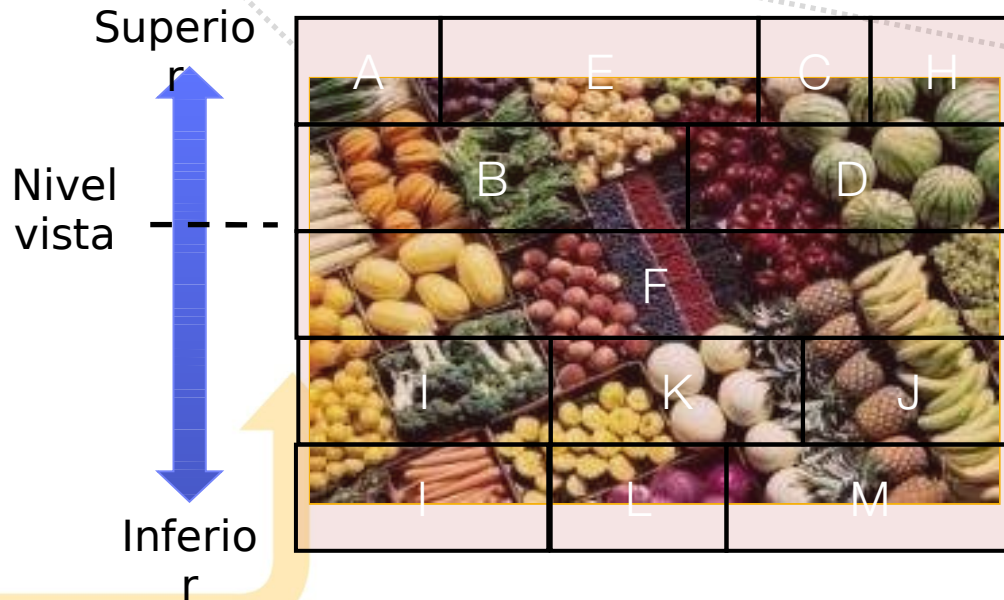 Superio
r
A E C H
Nivel
vista
B D
F
I K J
I L M
Inferio
r